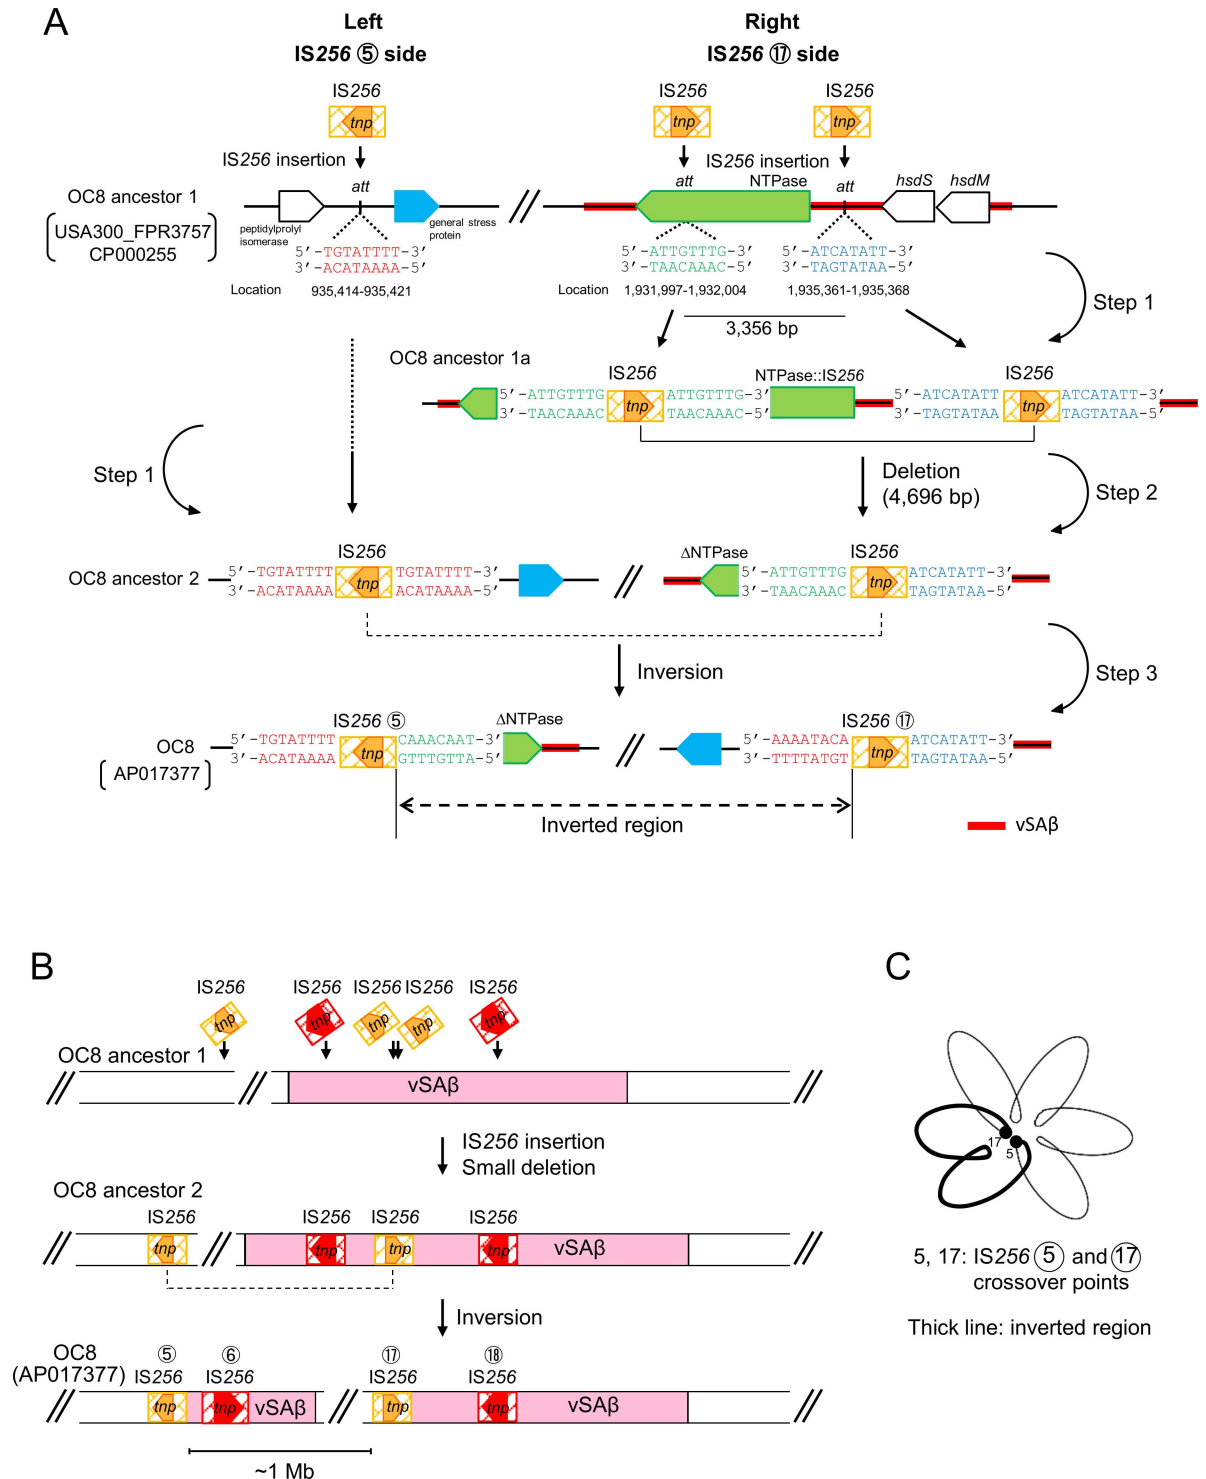 A
Left
IS256 ⑤ side
Right
IS256 ⑰ side
IS256
IS256
IS256
tnp
tnp
tnp
IS256 insertion
IS256 insertion
OC8 ancestor 1
att
att
NTPase
att
hsdS
hsdM
USA300_FPR3757
CP000255
peptidylprolyl
isomerase
general stress
protein
5′-TGTATTTT-3′
3′-ACATAAAA-5′
5′-ATTGTTTG-3′
3′-TAACAAAC-5′
5′-ATCATATT-3′
3′-TAGTATAA-5′
Location
935,414-935,421
Location
1,931,997-1,932,004
1,935,361-1,935,368
Step 1
3,356 bp
OC8 ancestor 1a
IS256
NTPase::IS256
IS256
5′-ATTGTTTG
tnp
ATTGTTTG-3′
5′-ATCATATT
tnp
ATCATATT-3′
3′-TAACAAAC
TAACAAAC-5′
3′-TAGTATAA
TAGTATAA-5′
Step 1
Deletion
(4,696 bp)
Step 2
OC8 ancestor 2
IS256
ΔNTPase
IS256
5′-TGTATTTT
tnp
TGTATTTT-3′
5′-ATTGTTTG
tnp
ATCATATT-3′
3′-ACATAAAA
ACATAAAA-5′
3′-TAACAAAC
TAGTATAA-5′
Inversion
Step 3
OC8
(AP017377)
IS256 ⑤
ΔNTPase
IS256 ⑰
5′-TGTATTTT
tnp
CAAACAAT-3′
5′-AAAATACA
tnp
ATCATATT-3′
3′-ACATAAAA
GTTTGTTA-5′
3′-TTTTATGT
TAGTATAA-5′
Inverted region
νSAβ
B
IS256
IS256
IS256
IS256
IS256
tnp
tnp
tnp
tnp
tnp
OC8 ancestor 1
νSAβ
IS256 insertion
Small deletion
OC8 ancestor 2
IS256
IS256
IS256
IS256
tnp
tnp
tnp
tnp
νSAβ
Inversion
OC8
(AP017377)
⑤
⑥
⑰
⑱
IS256
IS256
IS256
IS256
tnp
tnp
νSAβ
tnp
tnp
νSAβ
~1 Mb
C
17
5
5, 17: IS256 ⑤ and ⑰
crossover points
Thick line: inverted region